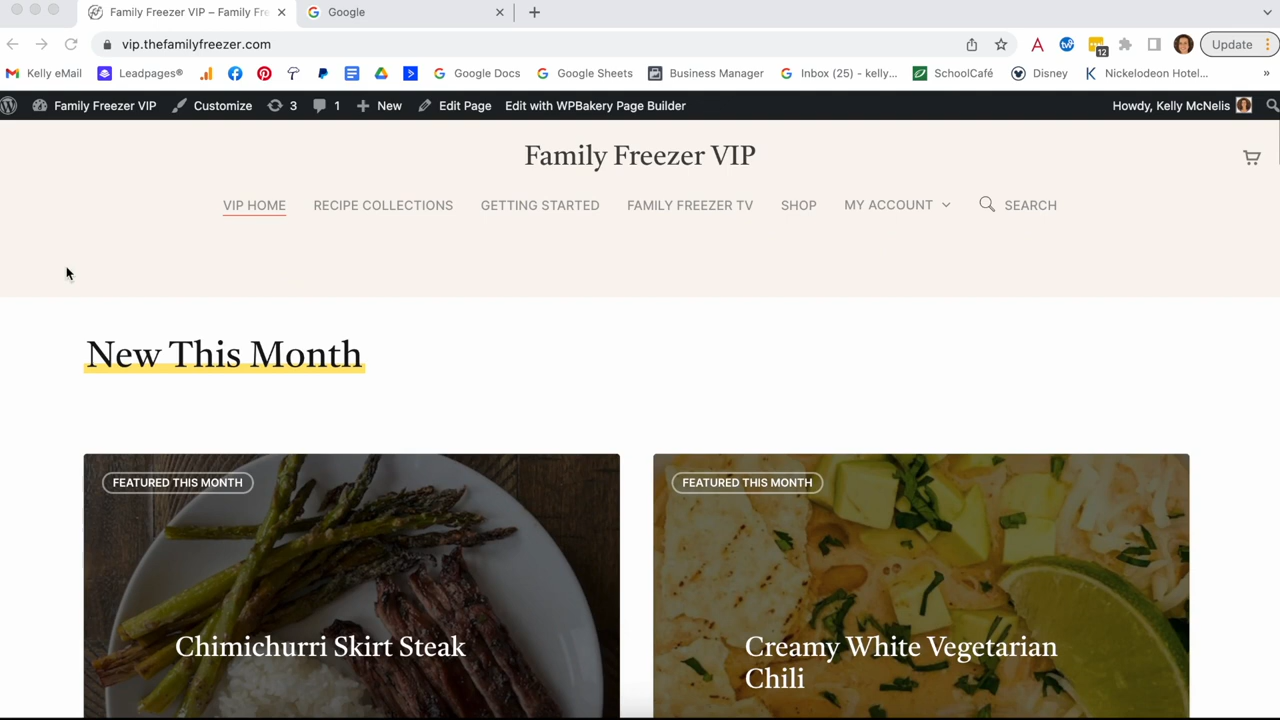 Family Freezer VIP – Family Fre
Google
vip.thefamilyfreezer.com
12
Update
Kelly eMail
Leadpages®
Google Docs
Google Sheets
Business Manager
Inbox (25) - kelly...
SchoolCafé
Disney
Nickelodeon Hotel...
»
Family Freezer VIP
Customize
3
1
New
Edit Page
Edit with WPBakery Page Builder
Howdy, Kelly McNelis
Family Freezer VIP
VIP HOME
RECIPE COLLECTIONS
GETTING STARTED
FAMILY FREEZER TV
SHOP
MY ACCOUNT
SEARCH
New This Month
FEATURED THIS MONTH
Chimichurri Skirt Steak
FEATURED THIS MONTH
Creamy White Vegetarian
Chili